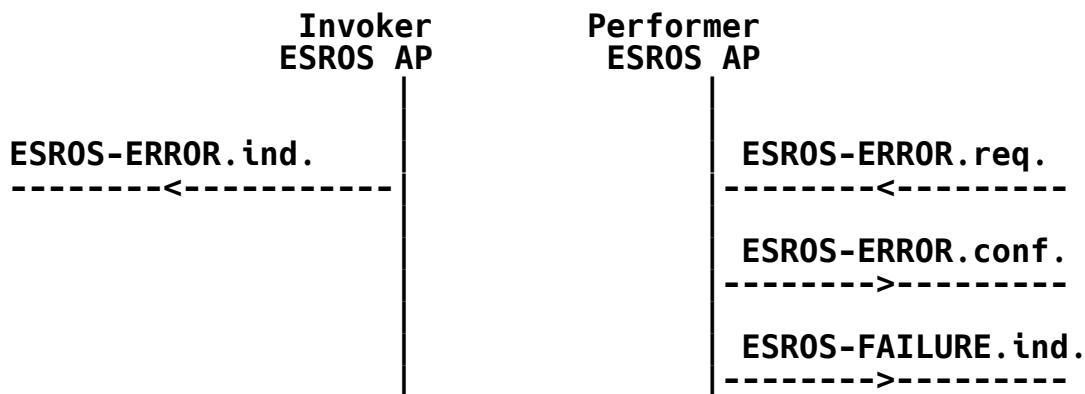 Invoker Performer
ESROS AP ESROS AP
ESROS-ERROR.ind. ESROS-ERROR.req.
--------<----------- --------<---------
ESROS-ERROR.conf.
-------->---------
ESROS-FAILURE.ind.
-------->---------